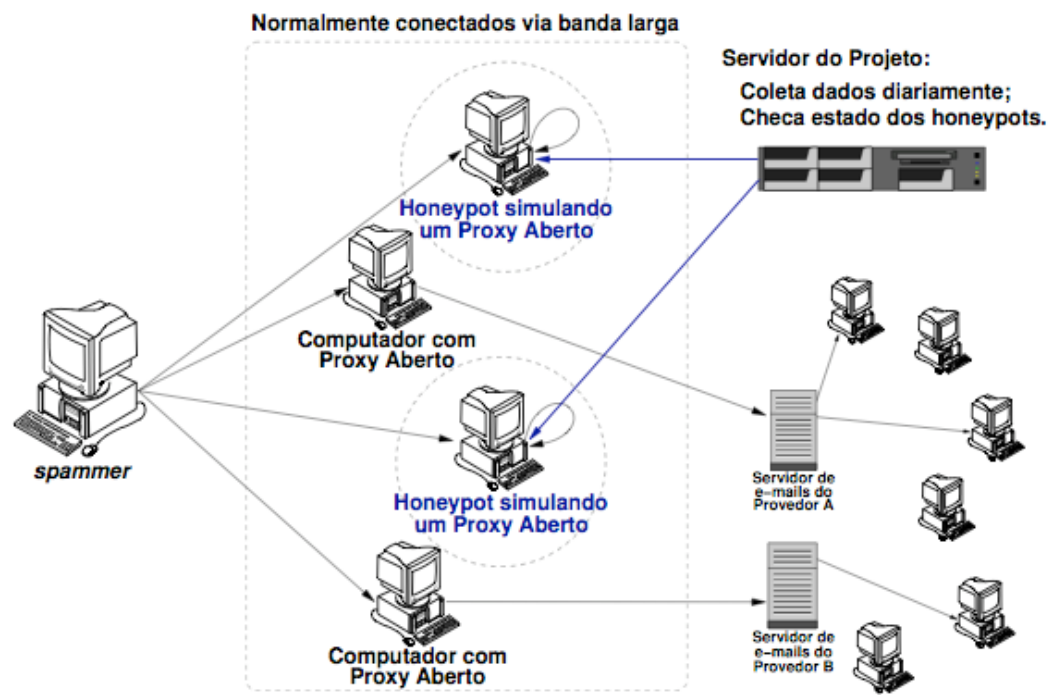 Normalmente conectados via banda larga
Servidor do Projeto:
Coleta dados diariamente;
Checa estado dos honeypots.
Honeypot simulando
um Proxy Aberto
Computador com
Proxy Aberto
spammer
Honeypot simulando
um Proxy Aberto
Servidor de
e-mails do
Provedor A
Computador com
Proxy Aberto
Servidor de
e-mails do
Provedor B